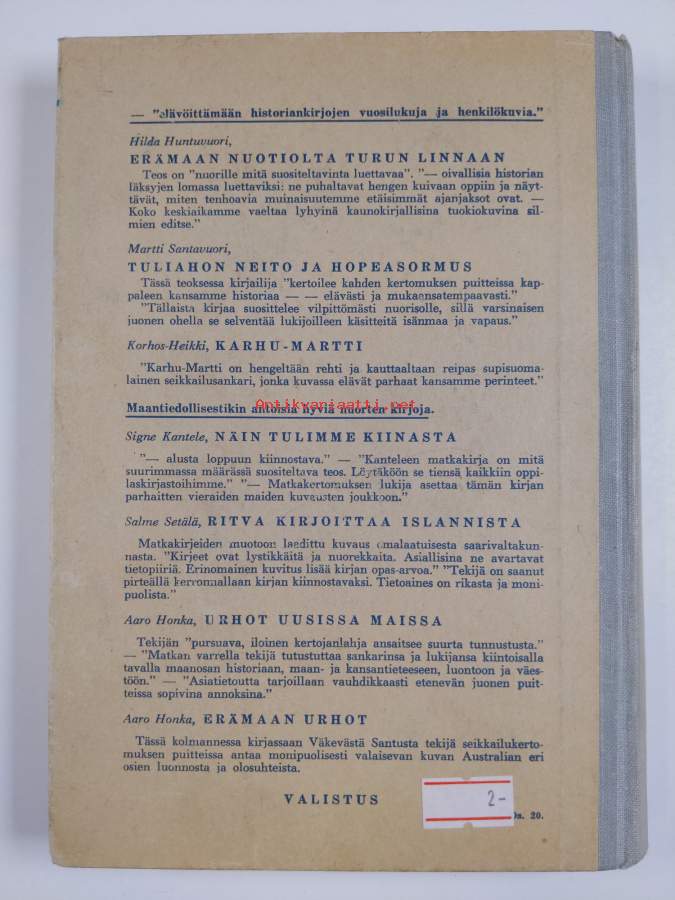 — "elävöittämään historiankirjojen vuosilukuja ja henkilökuvia."
Hilda Huntuvuori,
ERÄMAAN NUOTIOLTA TURUN LINNAAN
Teos on "nuorille mitä suositeltavinta luettavaa". "— oivallisia historian
läksyjen lomassa luettaviksi: ne puhaltavat hengen kuivaan oppiin ja näyt-
tävät, miten tenhoavia muinaisuutemme etäisimmät ajanjaksot ovat. —
Koko keskiaikamme vaeltaa lyhyinä kaunokirjallisina tuokiokuvina sil-
mien editse."
Martti Santavuori,
TULIAHON NEITO JA HOPEASORMUS
Tässä teoksessa kirjailija "kertoilee kahden kertomuksen puitteissa kap-
paleen kansamme historiaa — — elävästi ja mukaansatempaavasti."
"Tällaista kirjaa suosittelee vilpittömästi nuorisolle, sillä varsinaisen
juonen ohella se selventää lukijoilleen käsitteitä isänmaa ja vapaus."
Korhos-Heikki, KARHU-MARTTI
"Karhu-Martti on hengeltään rehti ja kauttaaltaan reipas supisuoma-
lainen seikkailusankari, jonka kuvassa elävät parhaat kansamme perinteet."
Antikvariaatti.net
Maantiedollisestikin antoisia hyviä nuorten kirjoja.
Signe Kantele, NÄIN TULIMME KIINASTA
"— alusta loppuun kiinnostava." — "Kanteleen matkakirja on mitä
suurimmassa määrässä suositeltava teos. Löytäköön se tiensä kaikkiin oppi-
laskirjastoihimme." "— Matkakertomuksen lukija asettaa tämän kirjan
parhaitten vieraiden maiden kuvausten joukkoon."
Salme Setälä, RITVA KIRJOITTAA ISLANNISTA
Matkakirjeiden muotoon laadittu kuvaus omalaatuisesta saarivaltakun-
nasta. "Kirjeet ovat lystikkäitä ja nuorekkaita. Asiallisina ne avartavat
tietopiiriä. Erinomainen kuvitus lisää kirjan opas-arvoa." "Tekijä on saanut
pirteällä kerronnallaan kirjan kiinnostavaksi. Tietoaines on rikasta ja moni-
puolista."
Aaro Honka, URHOT UUSISSA MAISSA
Tekijän "pursuava, iloinen kertojanlahja ansaitsee suurta tunnustusta."
— "Matkan varrella tekijä tutustuttaa sankarinsa ja lukijansa kiintoisalla
tavalla maanosan historiaan, maan- ja kansantieteeseen, luontoon ja väes-
töön." — "Asiatietoutta tarjoillaan vauhdikkaasti etenevän juonen puit-
teissa sopivina annoksina."
Aaro Honka, ERÄMAAN URHOT
Tässä kolmannessa kirjassaan Väkevästä Santusta tekijä seikkailukerto-
muksen puitteissa antaa monipuolisesti valaisevan kuvan Australian eri
osien luonnosta ja olosuhteista.
VALISTUS
2-
20.